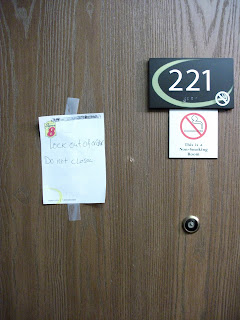 221
This is a
Non-Smoking
Room
8
Lock out of order
Do not close